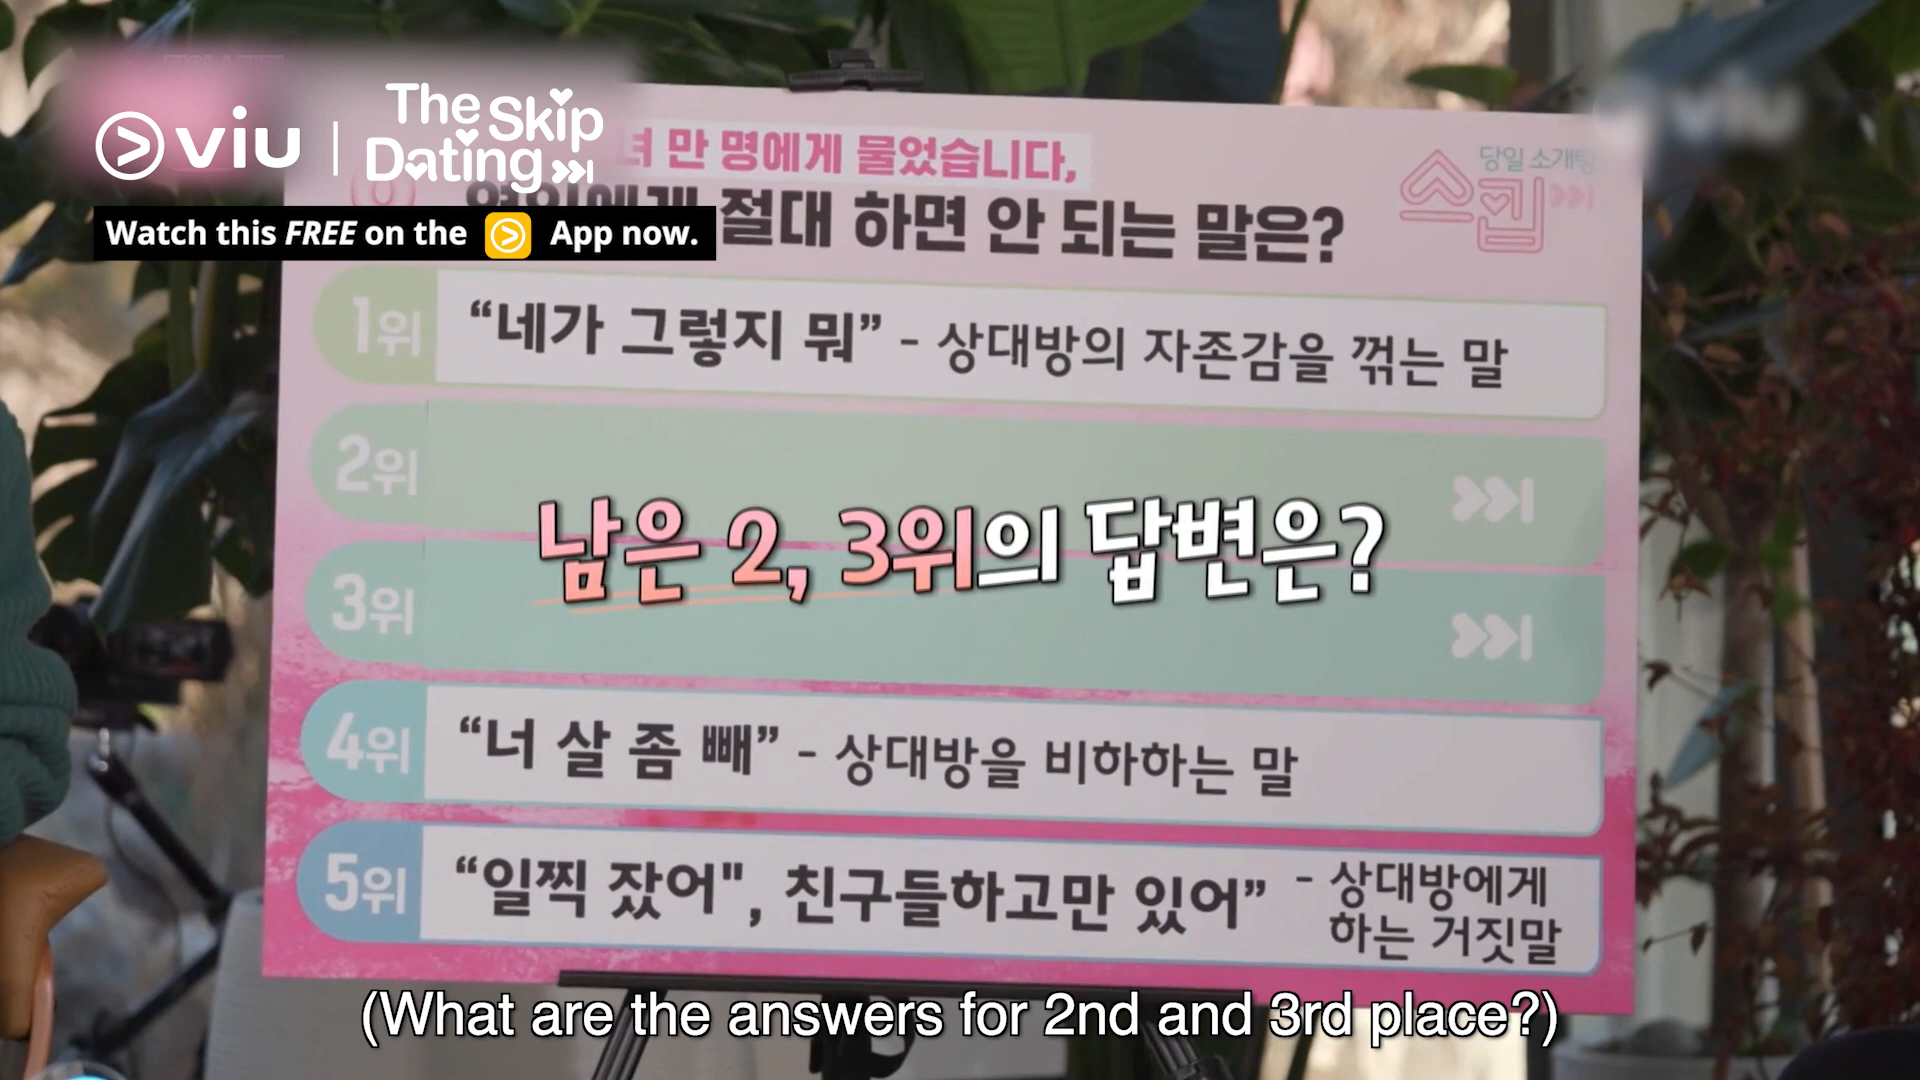 viu
The Skip Dating
Watch this FREE on the App now.
녀 만 명에게 물었습니다,
절대 하면 안 되는 말은?
당일 소개팅
스킵
1위 “네가 그렇지 뭐” - 상대방의 자존감을 꺾는 말
2위
남은 2, 3위의 답변은?
3위
4위 “너 살 좀 빼” - 상대방을 비하하는 말
5위 “일찍 잤어", 친구들하고만 있어” - 상대방에게
하는 거짓말
(What are the answers for 2nd and 3rd place?)